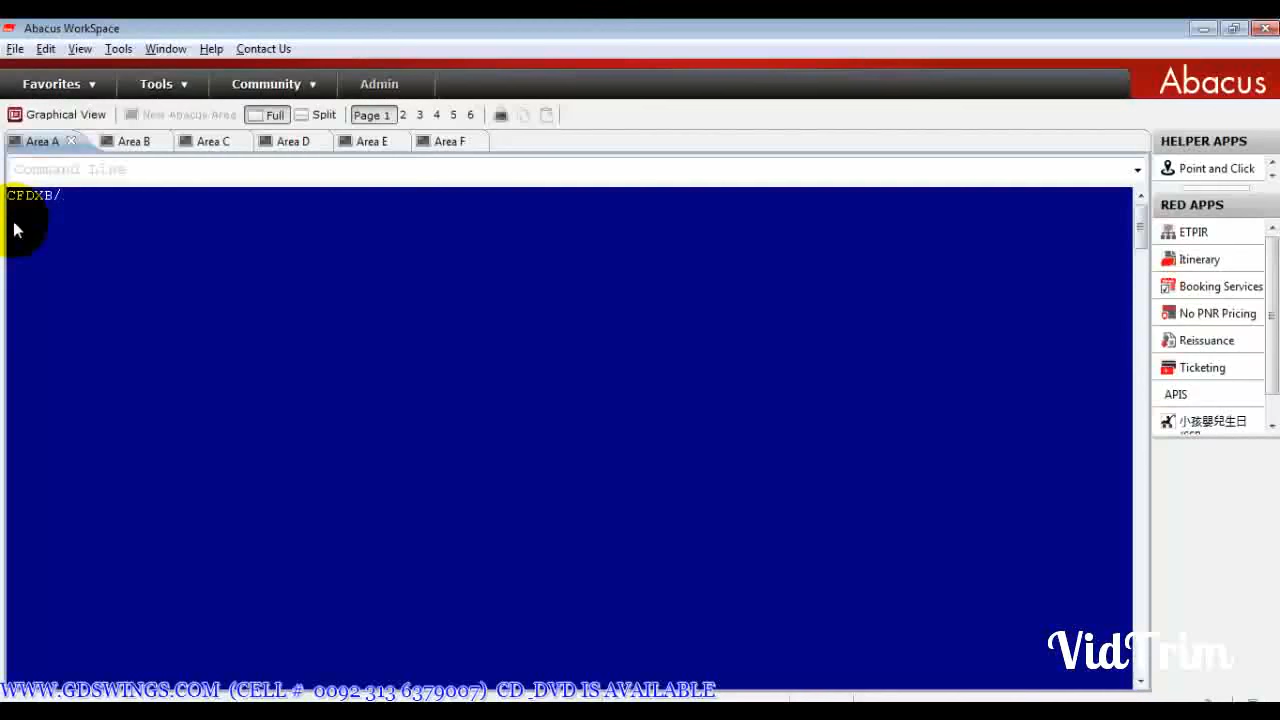 Abacus WorkSpace
File Edit View Tools Window Help Contact Us
Favorites Tools Community Admin
Abacus
Graphical View New Abacus Area Full Split Page 1 2 3 4 5 6
Area A Area B Area C Area D Area E Area F
Command Line
CFDXB/
HELPER APPS
Point and Click
RED APPS
ETPIR
Itinerary
Booking Services
No PNR Pricing
Reissuance
Ticketing
APIS
小孩嬰兒生日
VidTrim
WWW.GDSWINGS.COM (CELL # 0092 313 6379007) CD_DVD IS AVAILABLE